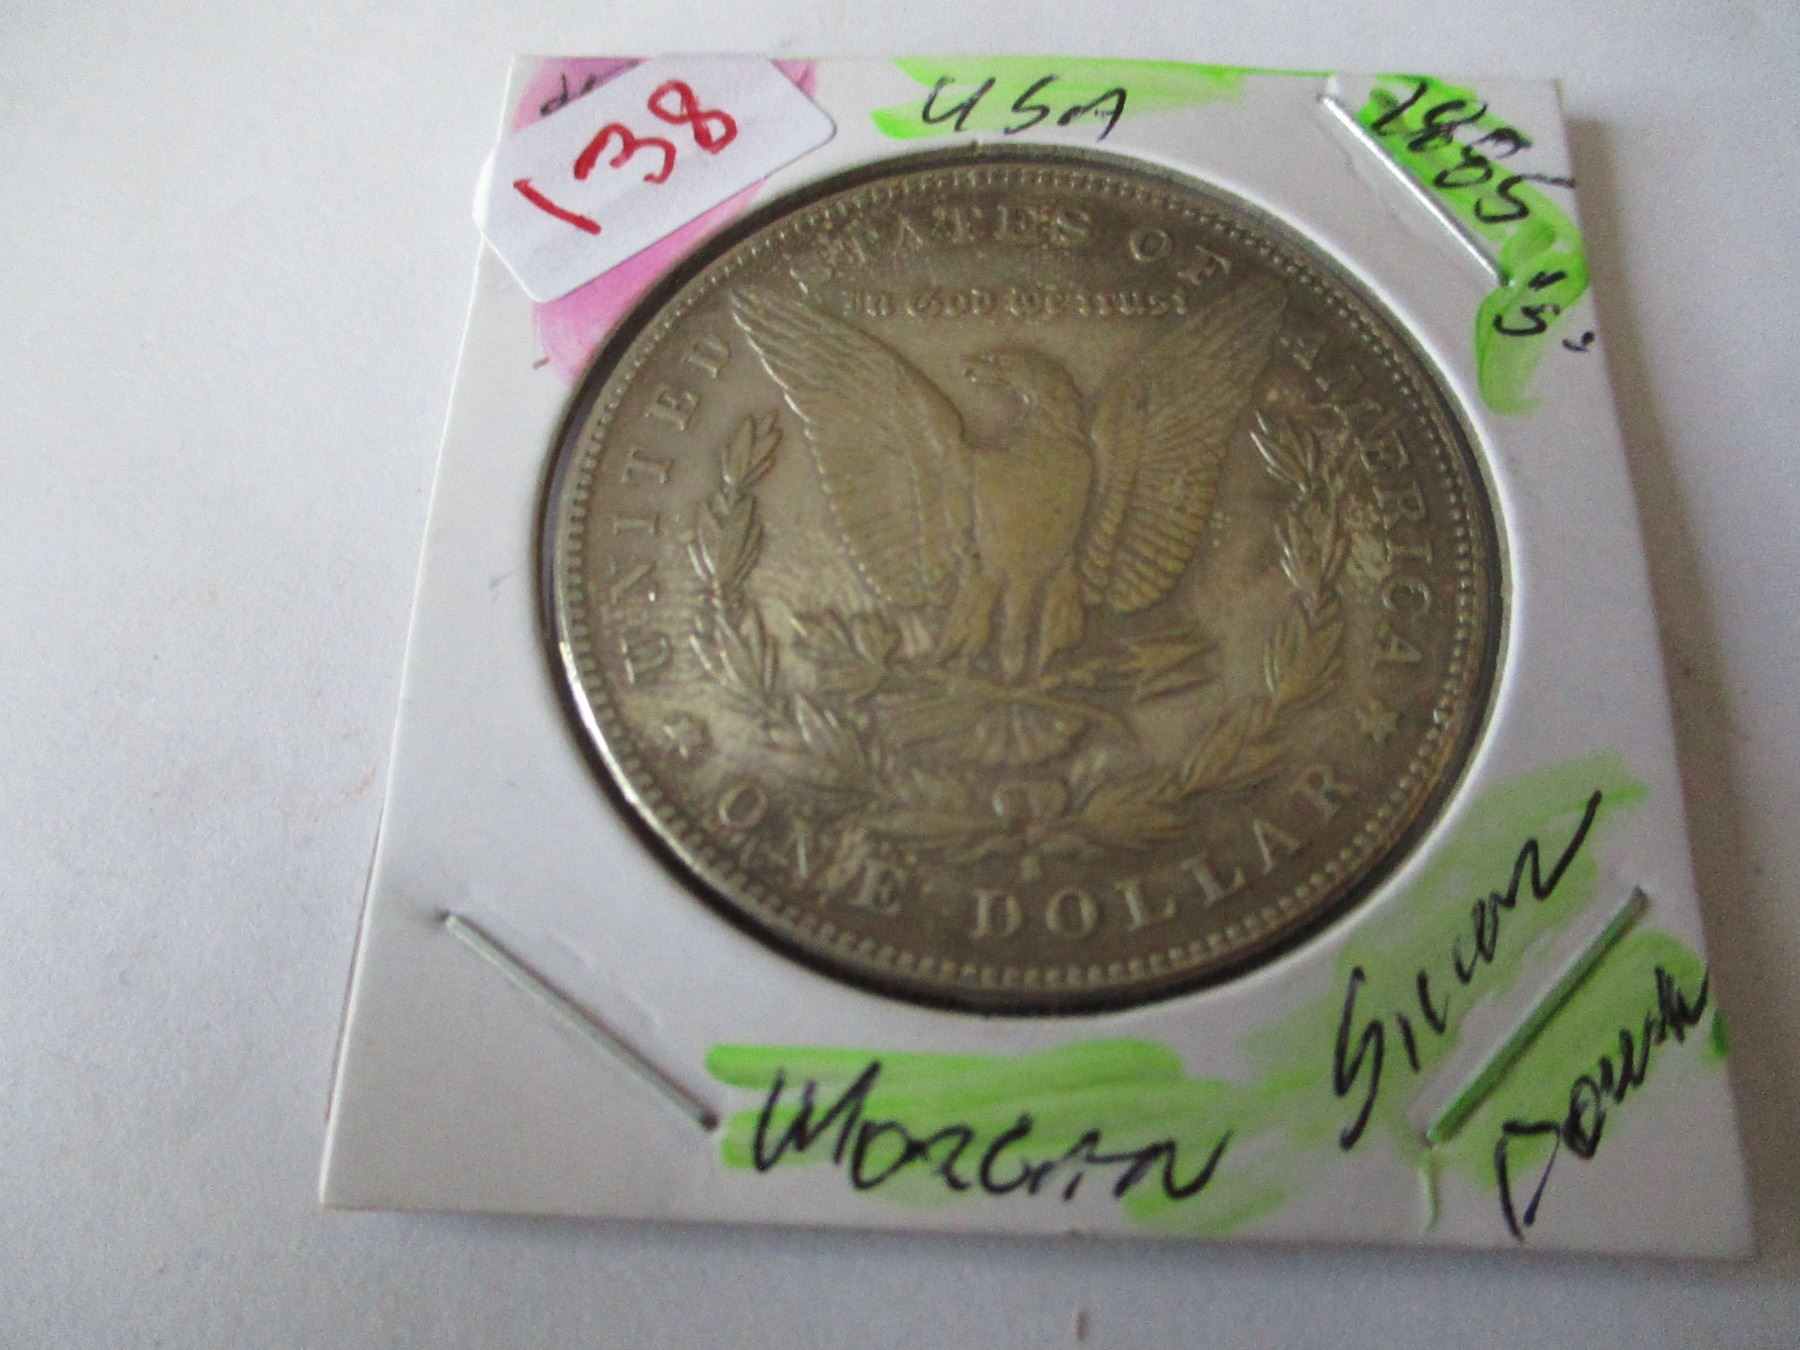 138
USA
1885
"S"
UNITED STATES OF AMERICA
In God We trust
ONE DOLLAR
S
MORGAN
SILVER
DOLLAR